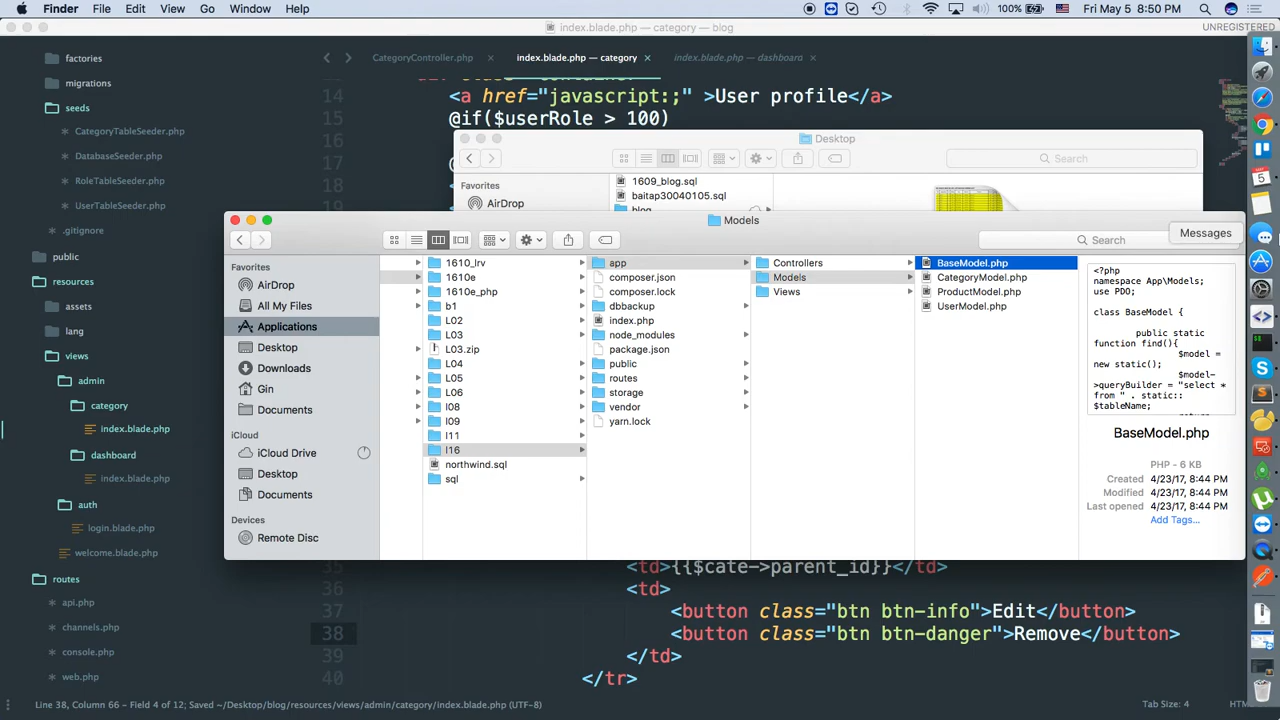 Finder File Edit View Go Window Help 100% Fri May 5 8:50 PM
index.blade.php — category — blog UNREGISTERED
factories
migrations
seeds
CategoryTableSeeder.php
DatabaseSeeder.php
RoleTableSeeder.php
UserTableSeeder.php
.gitignore
public
resources
assets
lang
views
admin
category
index.blade.php
dashboard
index.blade.php
auth
login.blade.php
welcome.blade.php
routes
api.php
channels.php
console.php
web.php
CategoryController.php × index.blade.php — category × index.blade.php — dashboard ×
14 <a href="javascript:;" >User profile</a>
15 @if($userRole > 100)
16
17
18
19
Desktop
Search
Favorites
AirDrop
1609_blog.sql
baitap30040105.sql
blog
Models
Search
Messages
Favorites
AirDrop
All My Files
Applications
Desktop
Downloads
Gin
Documents
iCloud
iCloud Drive
Desktop
Documents
Devices
Remote Disc
1610_lrv
1610e
1610e_php
b1
L02
L03
L03.zip
L04
L05
L06
l08
l09
l11
l16
northwind.sql
sql
app
composer.json
composer.lock
dbbackup
index.php
node_modules
package.json
public
routes
storage
vendor
yarn.lock
Controllers
Models
Views
BaseModel.php
CategoryModel.php
ProductModel.php
UserModel.php
<?php
namespace App\Models;
use PDO;
class BaseModel {
public static
function find(){
$model =
new static();
$model-
>queryBuilder = "select *
from " . static::
$tableName;
BaseModel.php
PHP - 6 KB
Created 4/23/17, 8:44 PM
Modified 4/23/17, 8:44 PM
Last opened 4/23/17, 8:44 PM
Add Tags...
35 <td>{{$cate->parent_id}}</td>
36 <td>
37 <button class="btn btn-info">Edit</button>
38 <button class="btn btn-danger">Remove</button>
39 </td>
40 </tr>
Line 38, Column 66 - Field 4 of 12; Saved ~/Desktop/blog/resources/views/admin/category/index.blade.php (UTF-8) Tab Size: 4